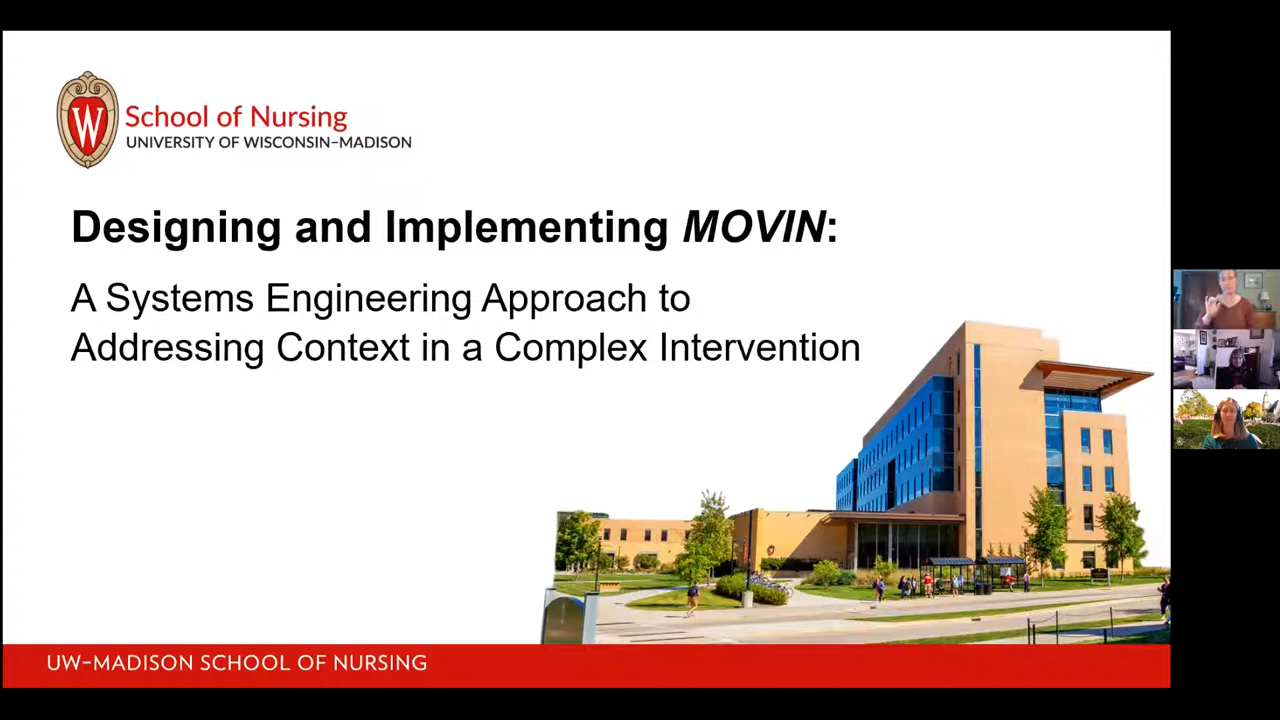 W
School of Nursing
UNIVERSITY OF WISCONSIN–MADISON
Designing and Implementing MOVIN:
A Systems Engineering Approach to
Addressing Context in a Complex Intervention
UW–MADISON SCHOOL OF NURSING